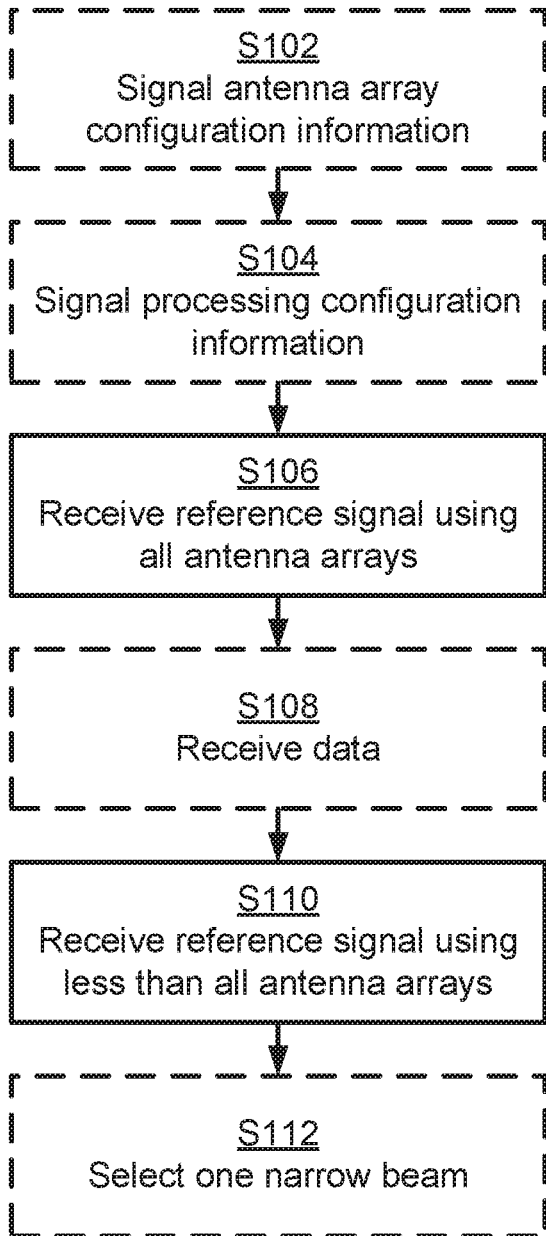 S102
Signal antenna array
configuration information
S104
Signal processing configuration
information
S106
Receive reference signal using
all antenna arrays
S108
Receive data
S110
Receive reference signal using
less than all antenna arrays
S112
Select one narrow beam